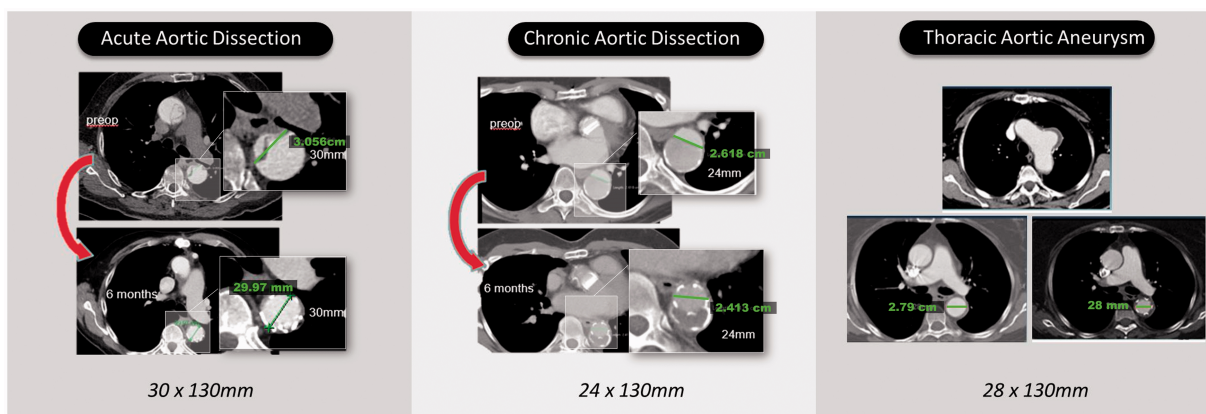 Acute Aortic Dissection
preop
3.056cm
30mm
6 months
29.97 mm
30mm
30 x 130mm
Chronic Aortic Dissection
preop
2.618 cm
24mm
6 months
2.413 cm
24mm
24 x 130mm
Thoracic Aortic Aneurysm
2.79 cm
28 mm
28 x 130mm